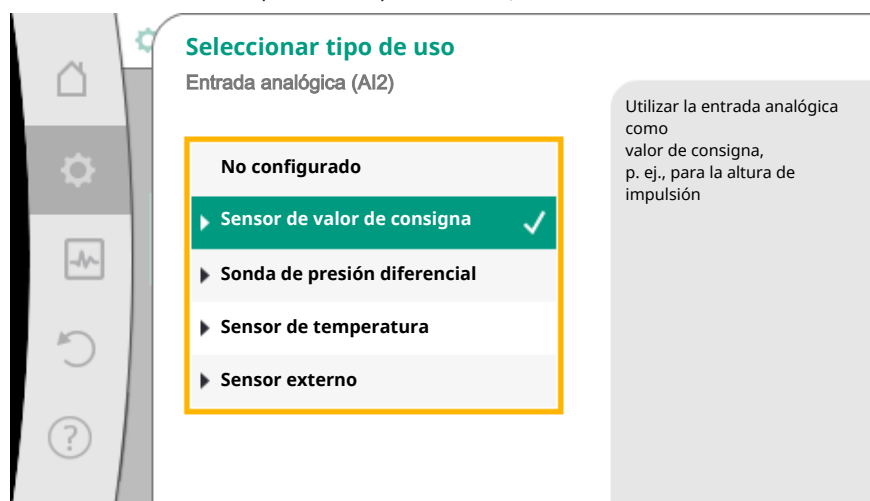 Seleccionar tipo de uso
Entrada analógica (AI2)
No configurado
Sensor de valor de consigna
Sonda de presión diferencial
Sensor de temperatura
Sensor externo
Utilizar la entrada analógica
como
valor de consigna,
p. ej., para la altura de
impulsión
?